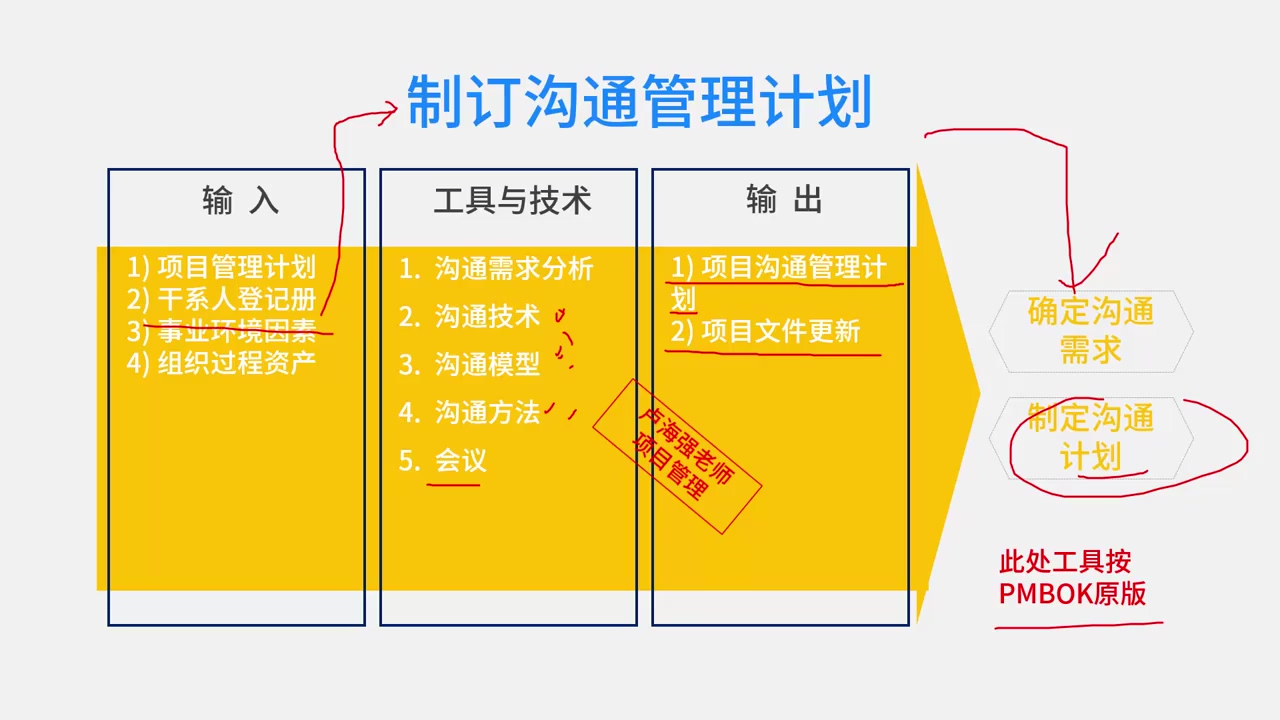 制订沟通管理计划
输 入
1) 项目管理计划
2) 干系人登记册
3) 事业环境因素
4) 组织过程资产
工具与技术
1. 沟通需求分析
2. 沟通技术
3. 沟通模型
4. 沟通方法
5. 会议
输 出
1) 项目沟通管理计
划
2) 项目文件更新
卢海强老师
项目管理
确定沟通
需求
制定沟通
计划
此处工具按
PMBOK原版